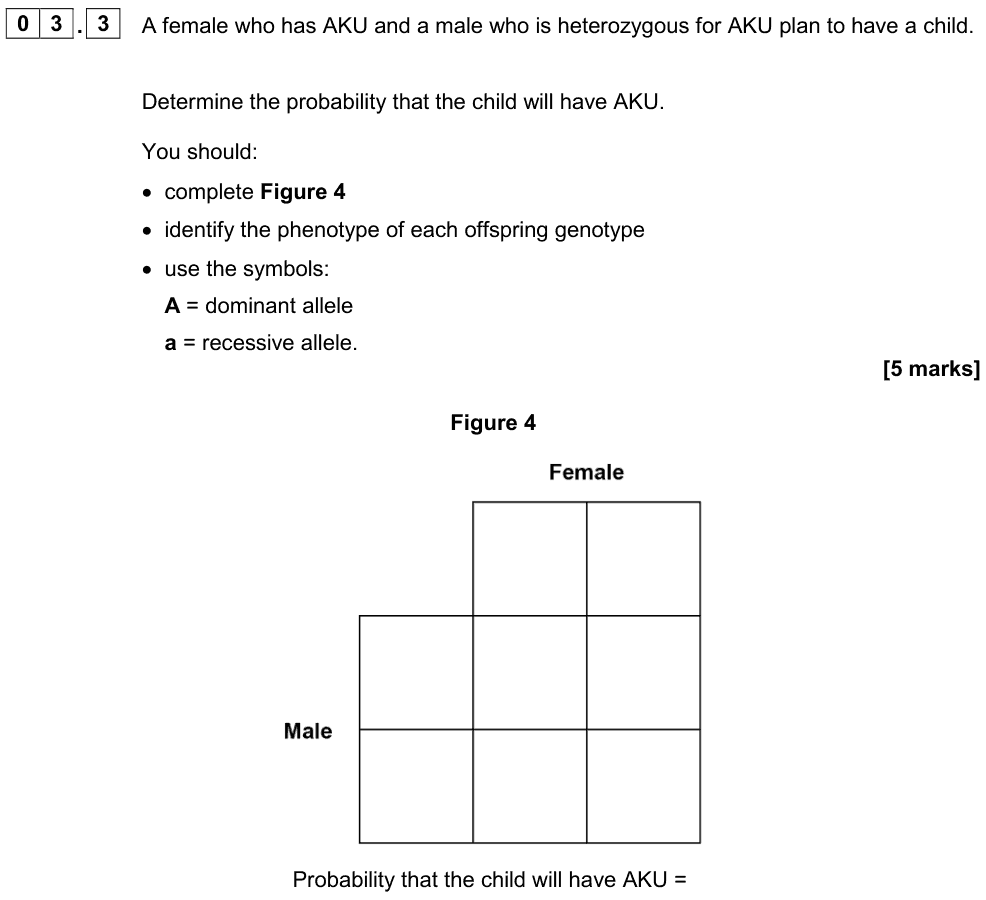 0 3 . 3 A female who has AKU and a male who is heterozygous for AKU plan to have a child.
Determine the probability that the child will have AKU.
You should:
• complete Figure 4
• identify the phenotype of each offspring genotype
• use the symbols:
A = dominant allele
a = recessive allele.
[5 marks]
Figure 4
Female
Male
Probability that the child will have AKU =